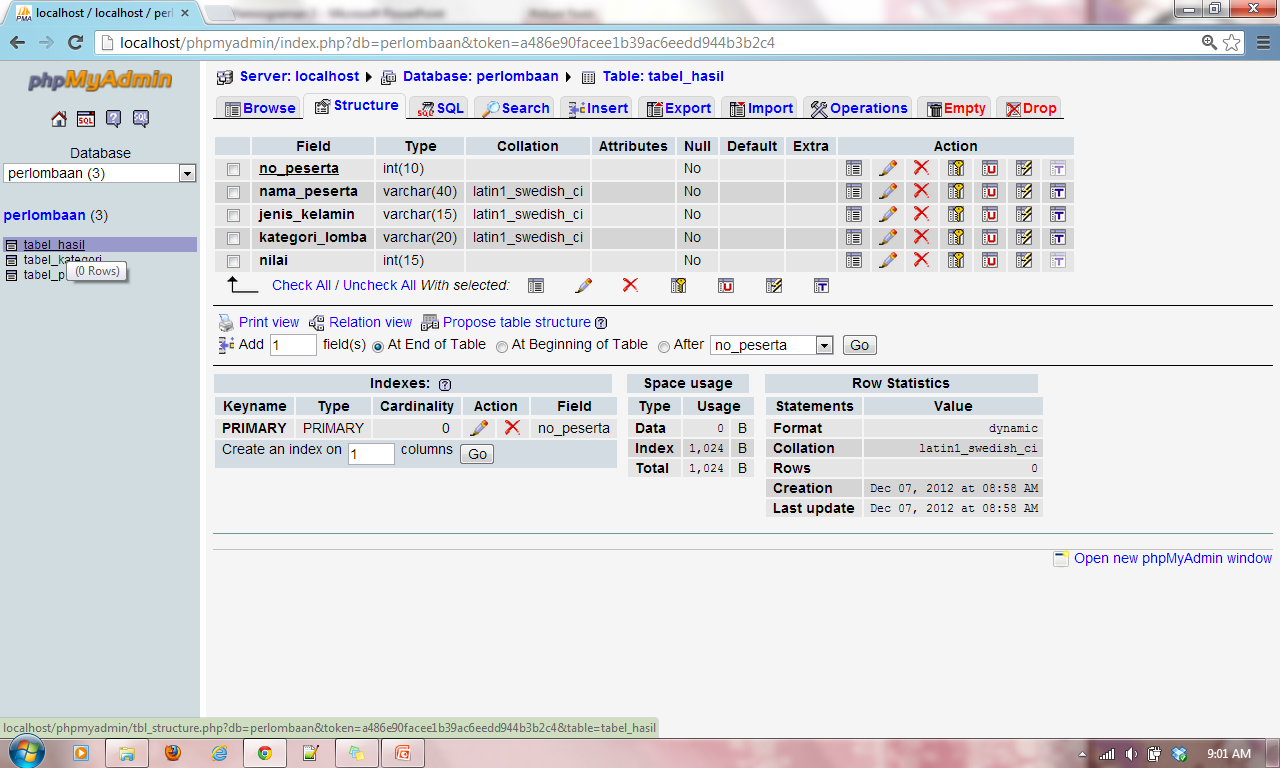 localhost / localhost / perl
localhost/phpmyadmin/index.php?db=perlombaan&token=a486e90facee1b39ac6eedd944b3b2c4
phpMyAdmin
SQL
Database
perlombaan (3)
perlombaan (3)
tabel_hasil
tabel_kategori
tabel_p
(0 Rows)
Server: localhost Database: perlombaan Table: tabel_hasil
Browse Structure SQL Search Insert Export Import Operations Empty Drop
Field Type Collation Attributes Null Default Extra Action
no_peserta int(10) No
nama_peserta varchar(40) latin1_swedish_ci No
jenis_kelamin varchar(15) latin1_swedish_ci No
kategori_lomba varchar(20) latin1_swedish_ci No
nilai int(15) No
Check All / Uncheck All With selected:
Print view Relation view Propose table structure
Add 1 field(s) At End of Table At Beginning of Table After no_peserta Go
Indexes:
Keyname Type Cardinality Action Field
PRIMARY PRIMARY 0 no_peserta
Create an index on 1 columns Go
Space usage
Type Usage
Data 0 B
Index 1,024 B
Total 1,024 B
Row Statistics
Statements Value
Format dynamic
Collation latin1_swedish_ci
Rows 0
Creation Dec 07, 2012 at 08:58 AM
Last update Dec 07, 2012 at 08:58 AM
Open new phpMyAdmin window
localhost/phpmyadmin/tbl_structure.php?db=perlombaan&token=a486e90facee1b39ac6eedd944b3b2c4&table=tabel_hasil
9:01 AM